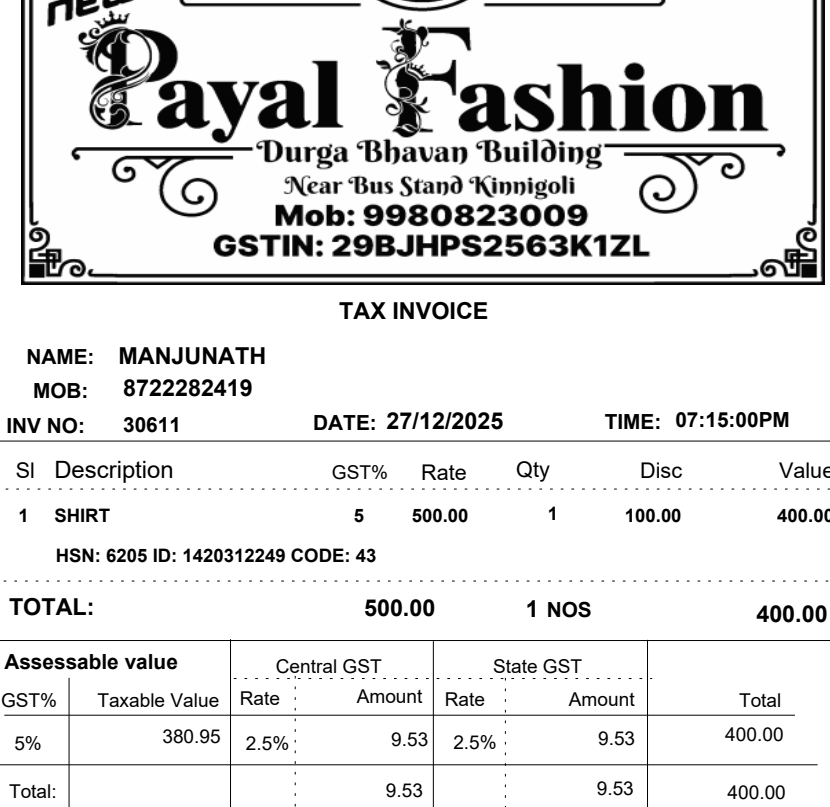 new
Payal Fashion
Durga Bhavan Building
Near Bus Stand Kinnigoli
Mob: 9980823009
GSTIN: 29BJHPS2563K1ZL
TAX INVOICE
NAME: MANJUNATH
MOB: 8722282419
INV NO: 30611 DATE: 27/12/2025 TIME: 07:15:00PM
Sl Description GST% Rate Qty Disc Value
1 SHIRT 5 500.00 1 100.00 400.00
HSN: 6205 ID: 1420312249 CODE: 43
TOTAL: 500.00 1 NOS 400.00
Assessable value Central GST State GST
GST% Taxable Value Rate Amount Rate Amount Total
5% 380.95 2.5% 9.53 2.5% 9.53 400.00
Total: 9.53 9.53 400.00